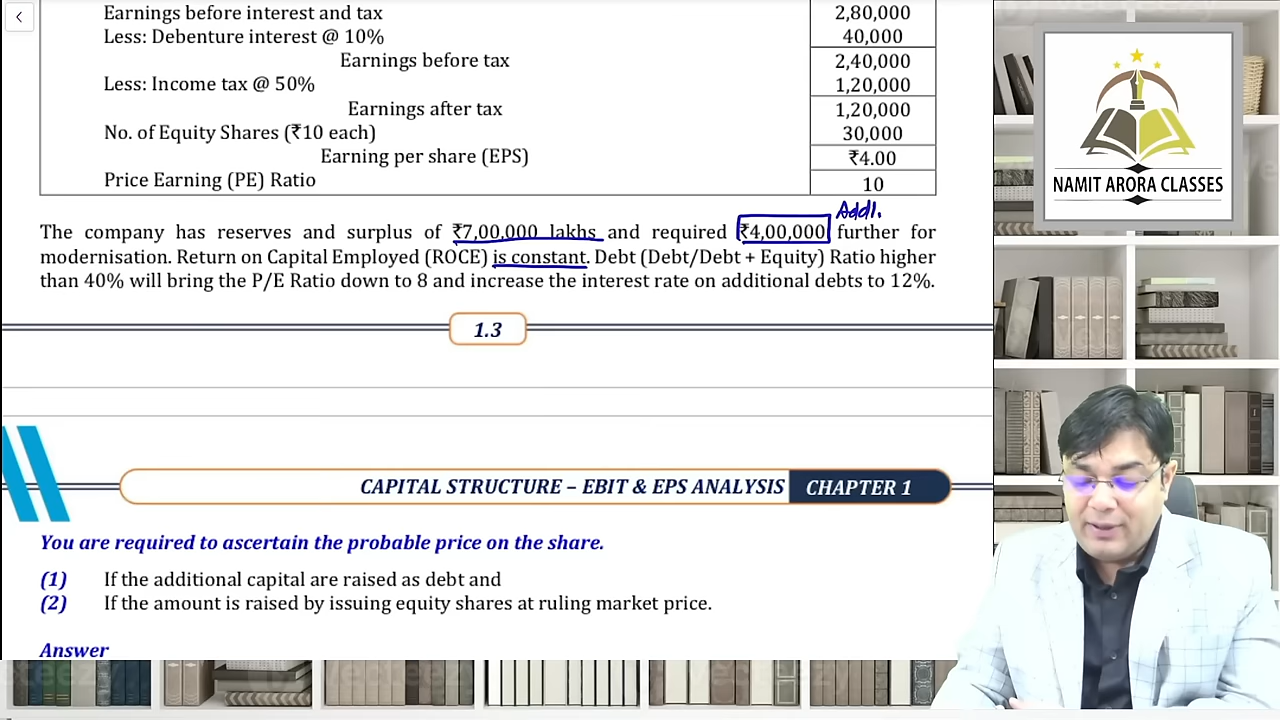 Earnings before interest and tax 2,80,000
Less: Debenture interest @ 10% 40,000
Earnings before tax 2,40,000
Less: Income tax @ 50% 1,20,000
Earnings after tax 1,20,000
No. of Equity Shares (₹10 each) 30,000
Earning per share (EPS) ₹4.00
Price Earning (PE) Ratio 10
Addl.
The company has reserves and surplus of ₹7,00,000 lakhs and required ₹4,00,000 further for
modernisation. Return on Capital Employed (ROCE) is constant. Debt (Debt/Debt + Equity) Ratio higher
than 40% will bring the P/E Ratio down to 8 and increase the interest rate on additional debts to 12%.
1.3
CAPITAL STRUCTURE – EBIT & EPS ANALYSIS CHAPTER 1
You are required to ascertain the probable price on the share.
(1) If the additional capital are raised as debt and
(2) If the amount is raised by issuing equity shares at ruling market price.
Answer
NAMIT ARORA CLASSES